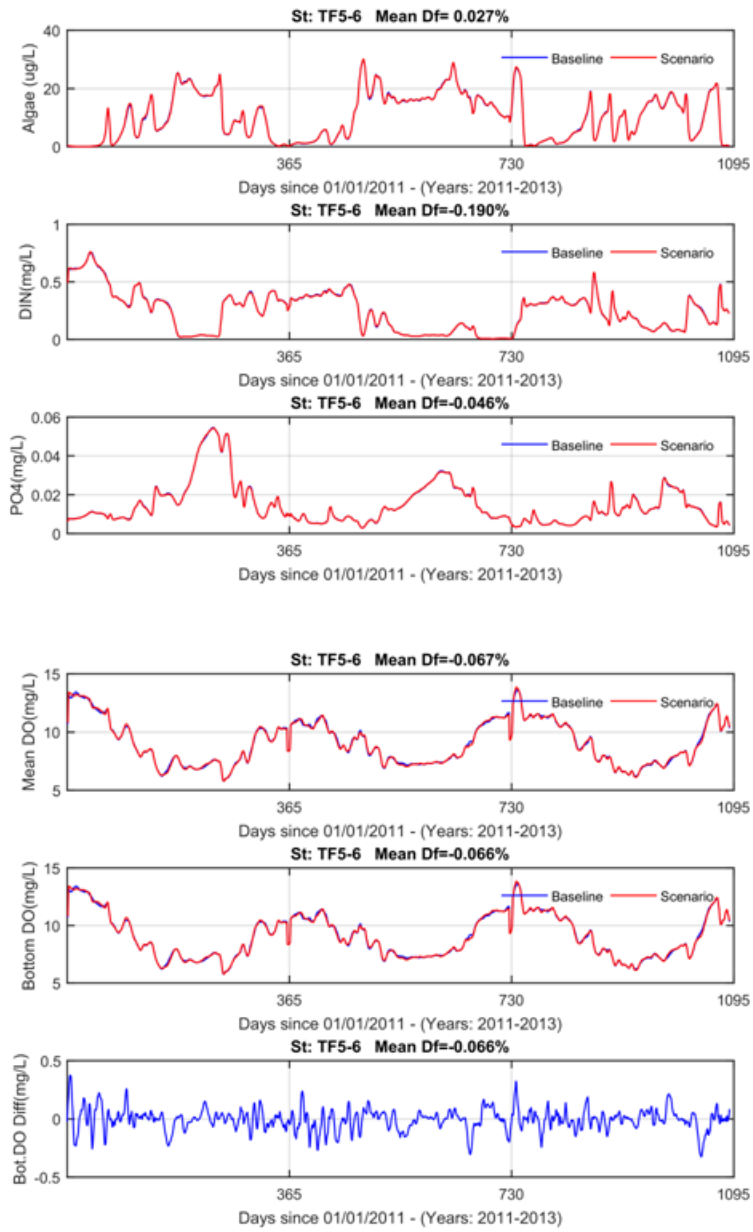 St: TF5-6 Mean Df= 0.027%
Algae (ug/L)
40
20
0
Baseline
Scenario
365
730
1095
Days since 01/01/2011 - (Years: 2011-2013)
St: TF5-6 Mean Df=-0.190%
DIN(mg/L)
1
0.5
0
Baseline
Scenario
365
730
1095
Days since 01/01/2011 - (Years: 2011-2013)
St: TF5-6 Mean Df=-0.046%
PO4(mg/L)
0.06
0.04
0.02
0
Baseline
Scenario
365
730
1095
Days since 01/01/2011 - (Years: 2011-2013)
St: TF5-6 Mean Df=-0.067%
Mean DO(mg/L)
15
10
5
Baseline
Scenario
365
730
1095
Days since 01/01/2011 - (Years: 2011-2013)
St: TF5-6 Mean Df=-0.066%
Bottom DO(mg/L)
15
10
5
Baseline
Scenario
365
730
1095
Days since 01/01/2011 - (Years: 2011-2013)
St: TF5-6 Mean Df=-0.066%
Bot.DO Diff(mg/L)
0.5
0
-0.5
365
730
1095
Days since 01/01/2011 - (Years: 2011-2013)